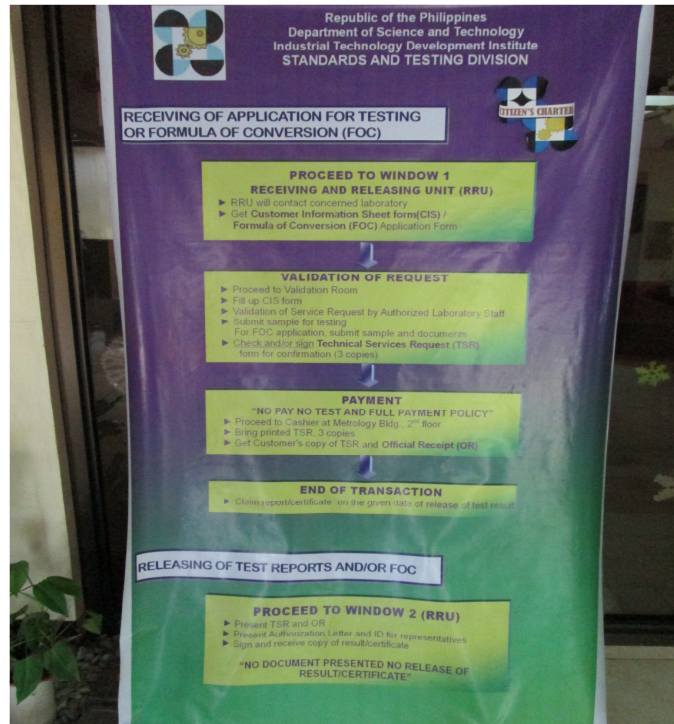 Republic of the Philippines
Department of Science and Technology
Industrial Technology Development Institute
STANDARDS AND TESTING DIVISION
CITIZEN'S CHARTER
RECEIVING OF APPLICATION FOR TESTING
OR FORMULA OF CONVERSION (FOC)
PROCEED TO WINDOW 1
RECEIVING AND RELEASING UNIT (RRU)
► RRU will contact concerned laboratory
► Get Customer Information Sheet form(CIS) /
Formula of Conversion (FOC) Application Form
VALIDATION OF REQUEST
► Proceed to Validation Room
► Fill up CIS form
► Validation of Service Request by Authorized Laboratory Staff
► Submit sample for testing
For FOC application, submit sample and documents
► Check and/or sign Technical Services Request (TSR)
form for confirmation (3 copies)
PAYMENT
"NO PAY NO TEST AND FULL PAYMENT POLICY"
► Proceed to Cashier at Metrology Bldg., 2nd floor
► Bring printed TSR, 3 copies
► Get Customer's copy of TSR and Official Receipt (OR)
END OF TRANSACTION
► Claim report/certificate on the given date of release of test result
RELEASING OF TEST REPORTS AND/OR FOC
PROCEED TO WINDOW 2 (RRU)
► Present TSR and OR
► Present Authorization Letter and ID for representatives
► Sign and receive copy of result/certificate
"NO DOCUMENT PRESENTED NO RELEASE OF
RESULT/CERTIFICATE"